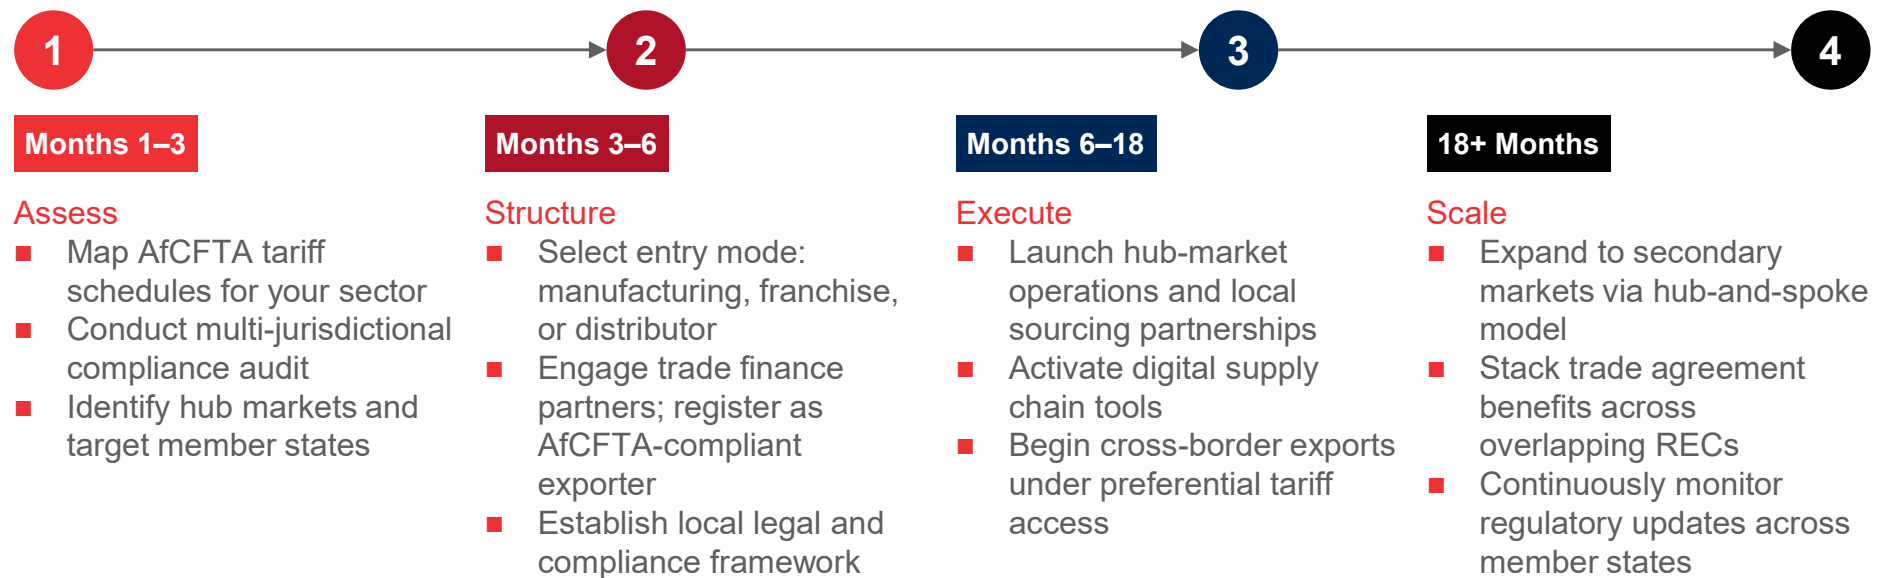 1
2
3
4
Months 1–3
Assess
■ Map AfCFTA tariff
schedules for your sector
■ Conduct multi-jurisdictional
compliance audit
■ Identify hub markets and
target member states
Months 3–6
Structure
■ Select entry mode:
manufacturing, franchise,
or distributor
■ Engage trade finance
partners; register as
AfCFTA-compliant
exporter
■ Establish local legal and
compliance framework
Months 6–18
Execute
■ Launch hub-market
operations and local
sourcing partnerships
■ Activate digital supply
chain tools
■ Begin cross-border exports
under preferential tariff
access
18+ Months
Scale
■ Expand to secondary
markets via hub-and-spoke
model
■ Stack trade agreement
benefits across
overlapping RECs
■ Continuously monitor
regulatory updates across
member states